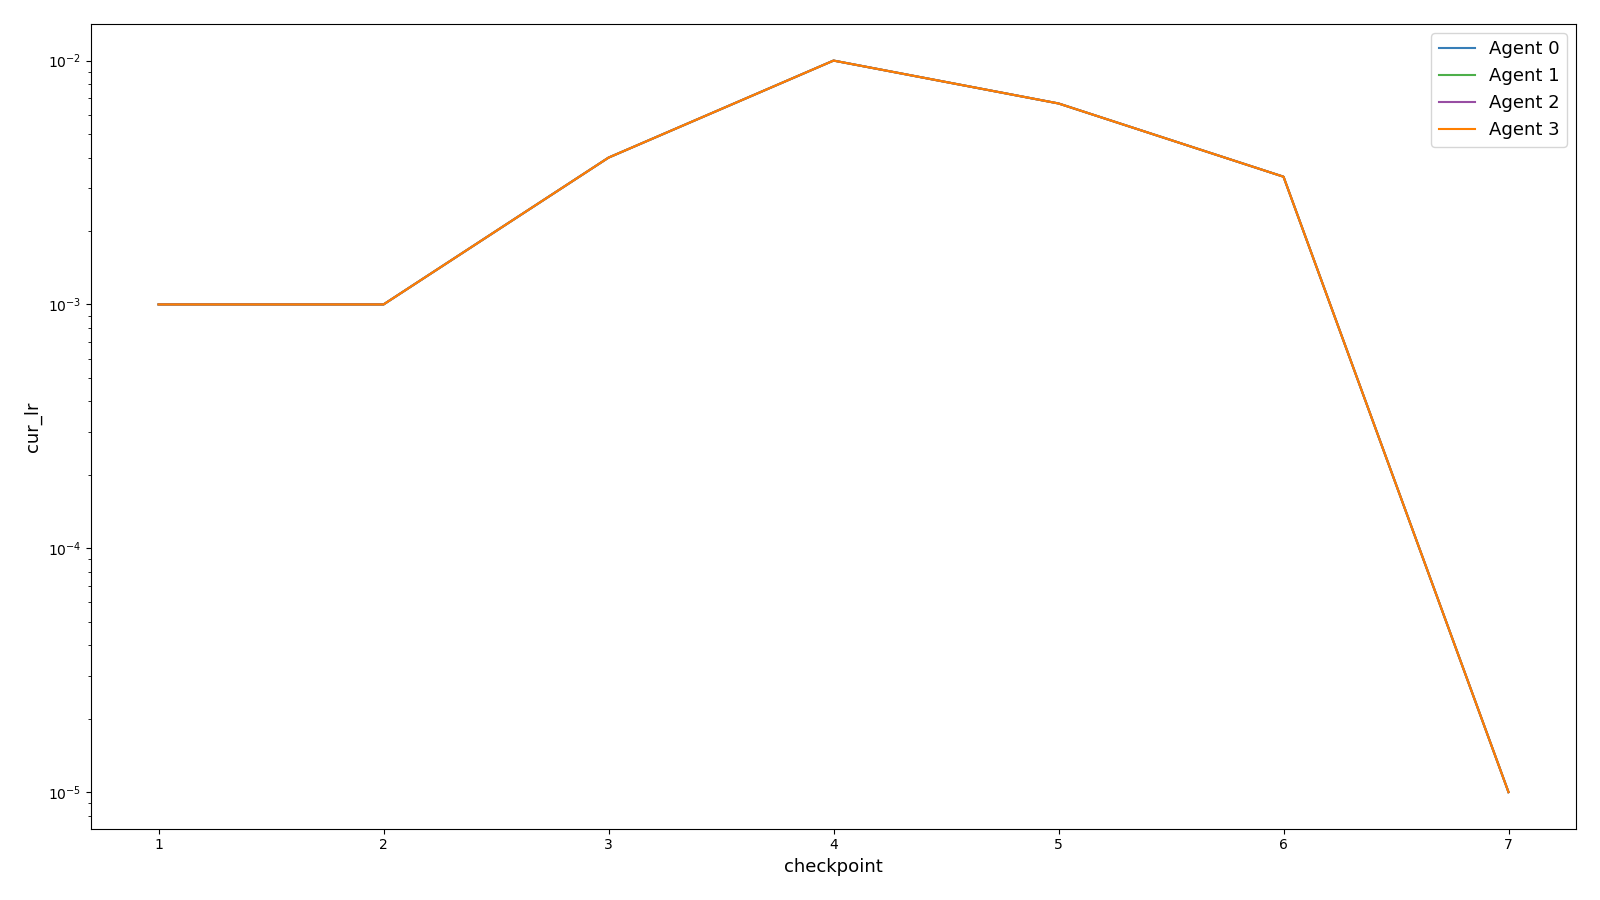 Agent 0
Agent 1
Agent 2
Agent 3
10⁻²
10⁻³
10⁻⁴
10⁻⁵
cur_lr
1 2 3 4 5 6 7
checkpoint